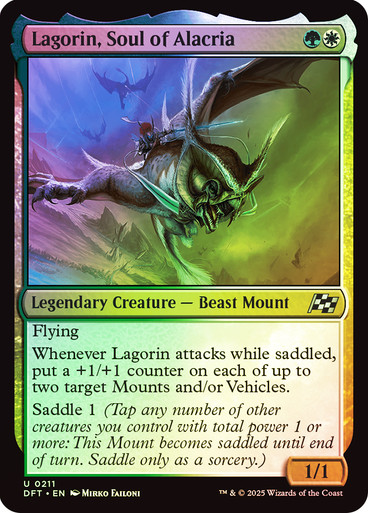 Lagorin, Soul of Alacria
Legendary Creature — Beast Mount
Flying
Whenever Lagorin attacks while saddled,
put a +1/+1 counter on each of up to
two target Mounts and/or Vehicles.
Saddle 1 (Tap any number of other
creatures you control with total power 1 or
more: This Mount becomes saddled until end
of turn. Saddle only as a sorcery.)
1/1
U 0211
DFT • EN Mirko Failoni
™ & © 2025 Wizards of the Coast